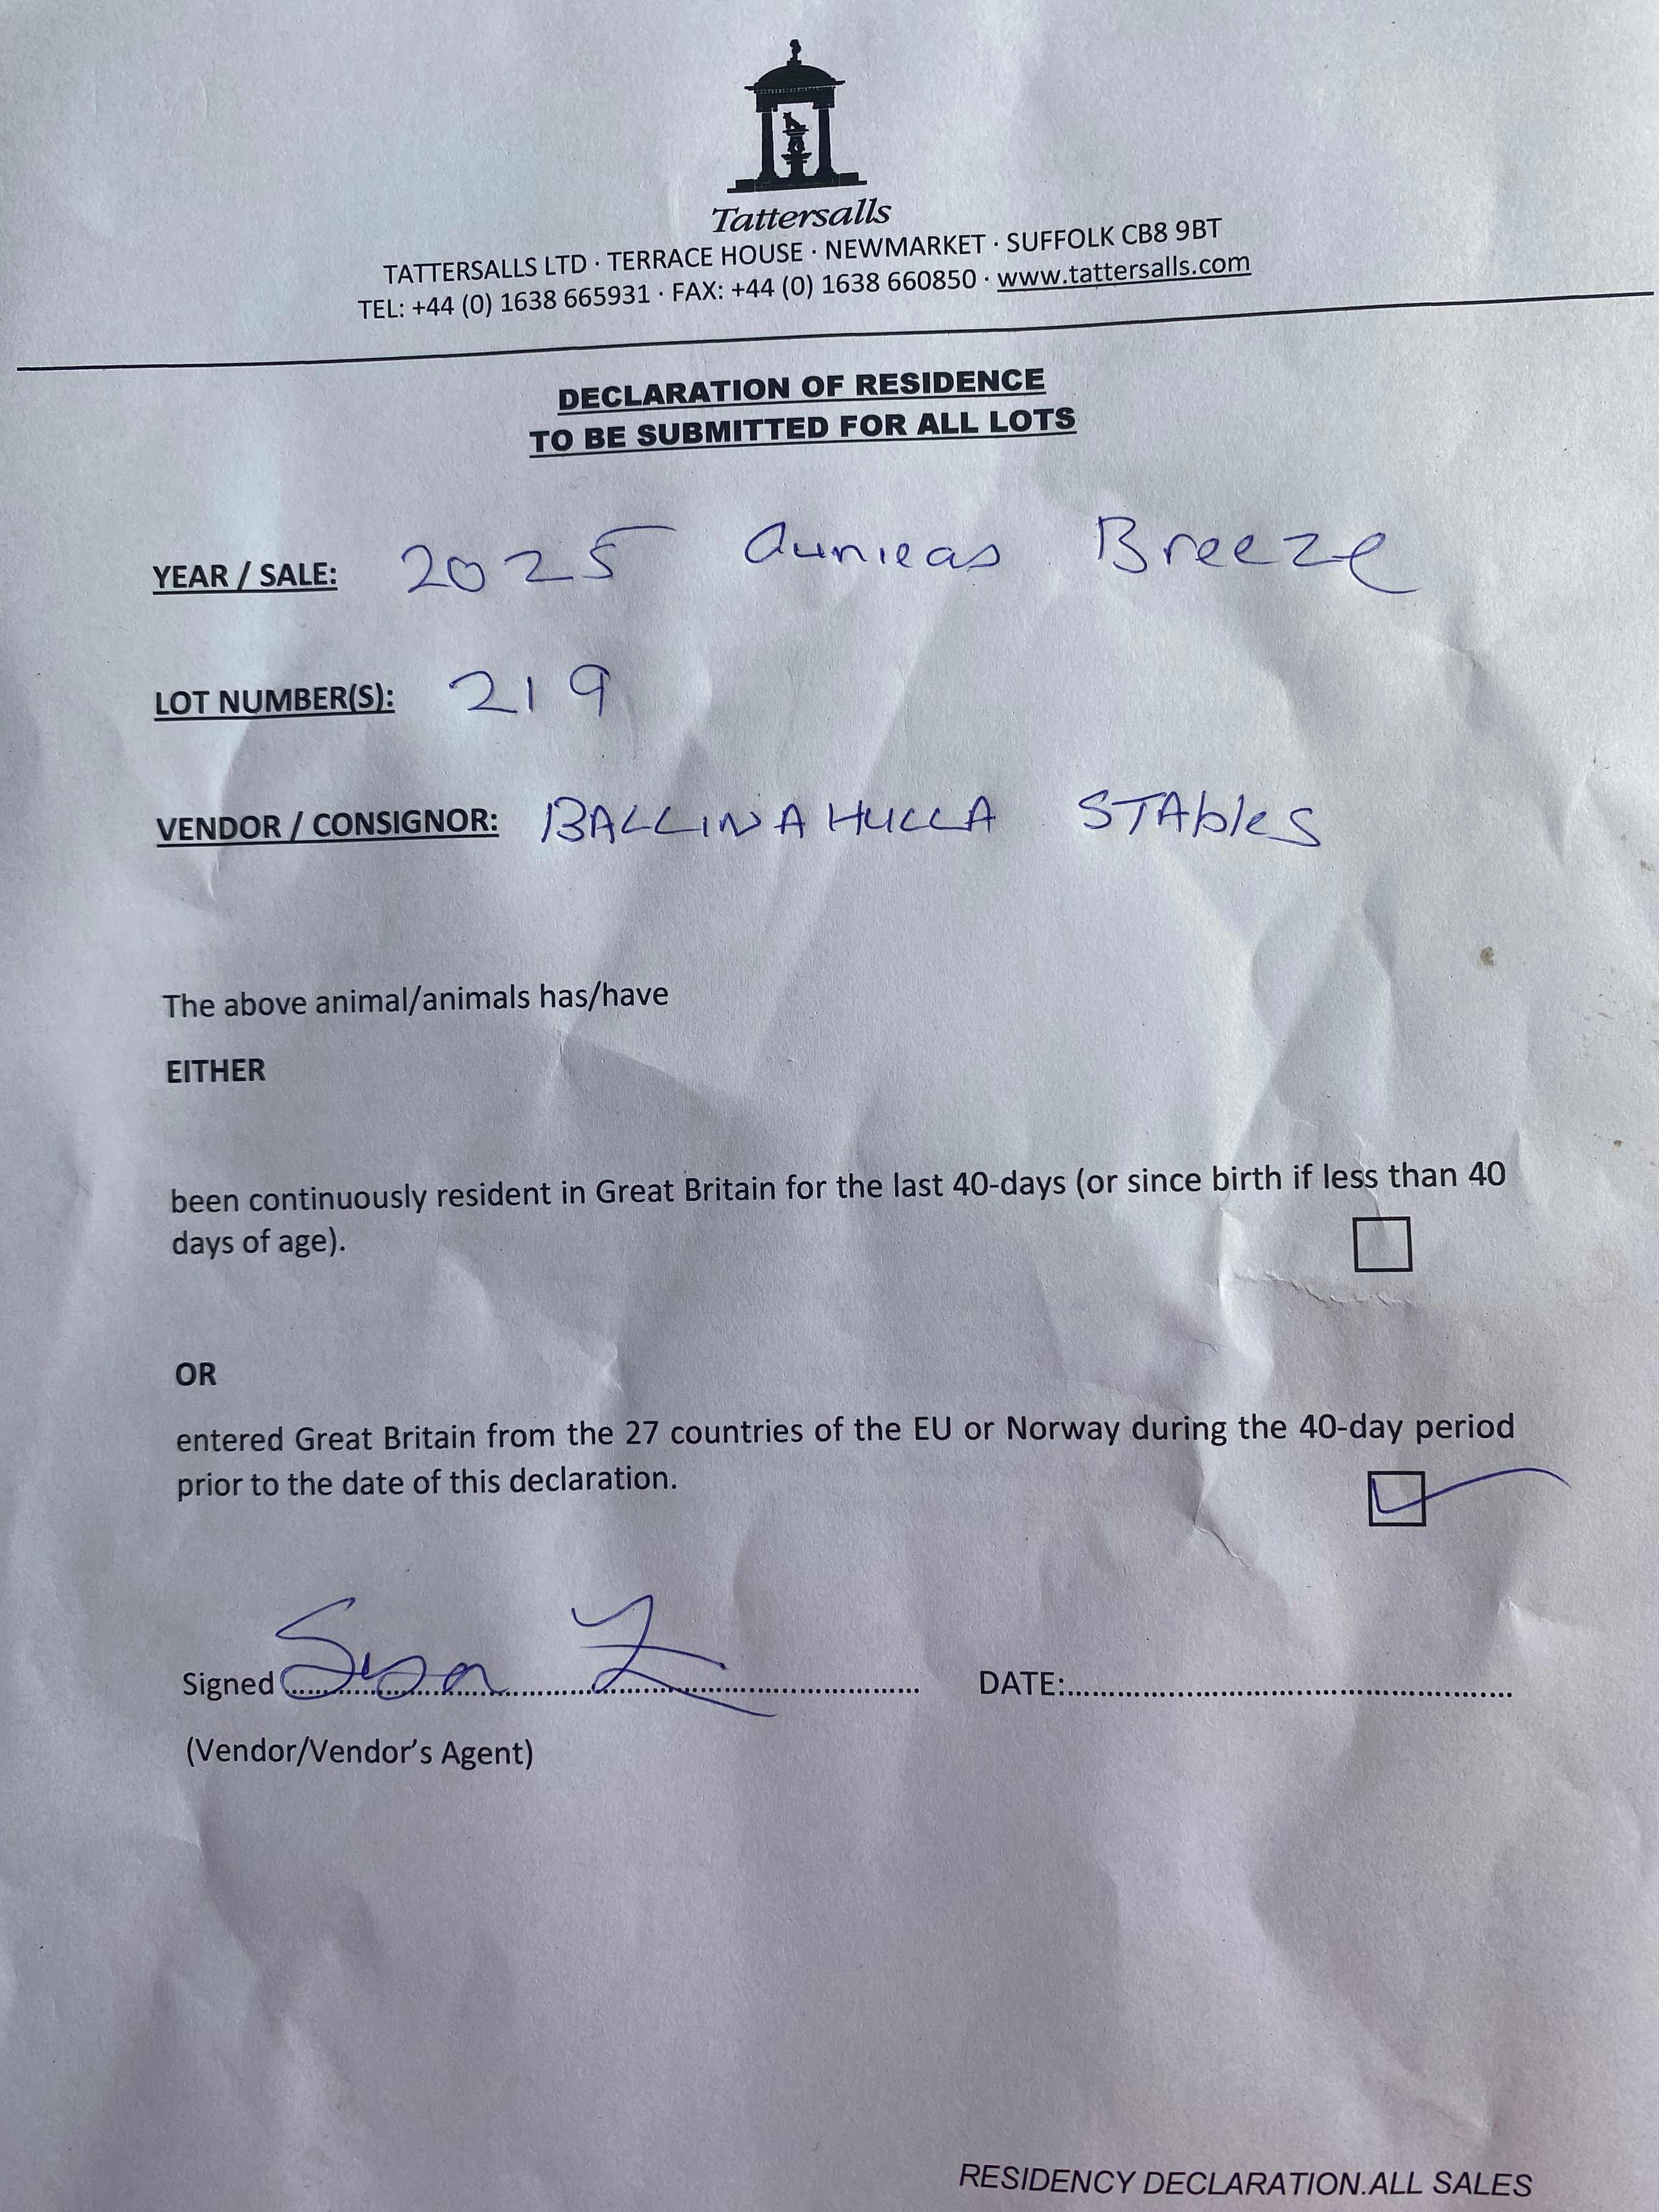 Tattersalls
TATTERSALLS LTD · TERRACE HOUSE · NEWMARKET · SUFFOLK CB8 9BT
TEL: +44 (0) 1638 665931 · FAX: +44 (0) 1638 660850 · www.tattersalls.com
DECLARATION OF RESIDENCE
TO BE SUBMITTED FOR ALL LOTS
YEAR / SALE: 2025 Breeze
LOT NUMBER(S): 219
VENDOR / CONSIGNOR: BALLINAHULLA STAbles
The above animal/animals has/have
EITHER
been continuously resident in Great Britain for the last 40-days (or since birth if less than 40
days of age).
OR
entered Great Britain from the 27 countries of the EU or Norway during the 40-day period
prior to the date of this declaration.
Signed DATE:
(Vendor/Vendor's Agent)
RESIDENCY DECLARATION.ALL SALES